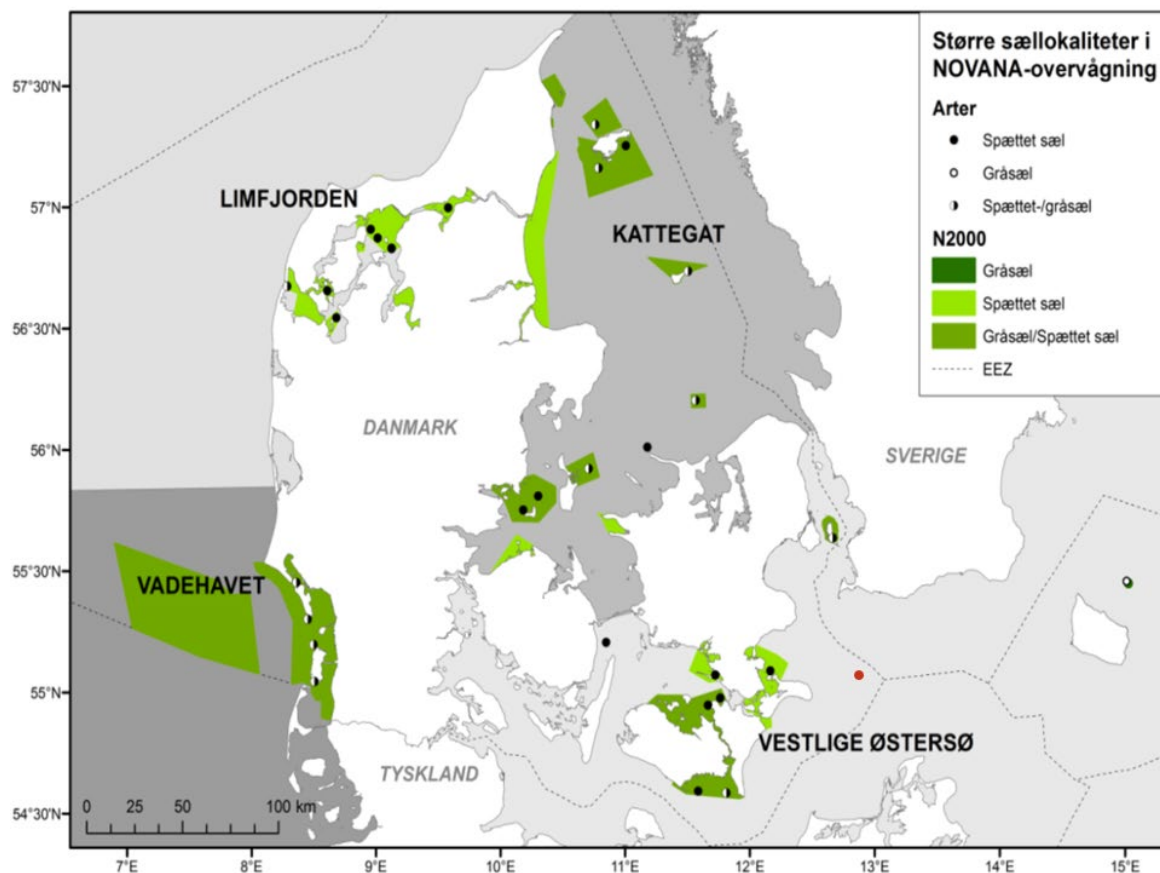 Større sællokaliteter i
NOVANA-overvågning
Arter
Spættet sæl
Gråsæl
Spættet-/gråsæl
N2000
Gråsæl
Spættet sæl
Gråsæl/Spættet sæl
EEZ
57°30'N
57°N
56°30'N
56°N
55°30'N
55°N
54°30'N
LIMFJORDEN
KATTEGAT
DANMARK
SVERIGE
VADEHAVET
VESTLIGE ØSTERSØ
TYSKLAND
0 50 100 km
7°E 8°E 9°E 10°E 11°E 12°E 13°E 14°E 15°E